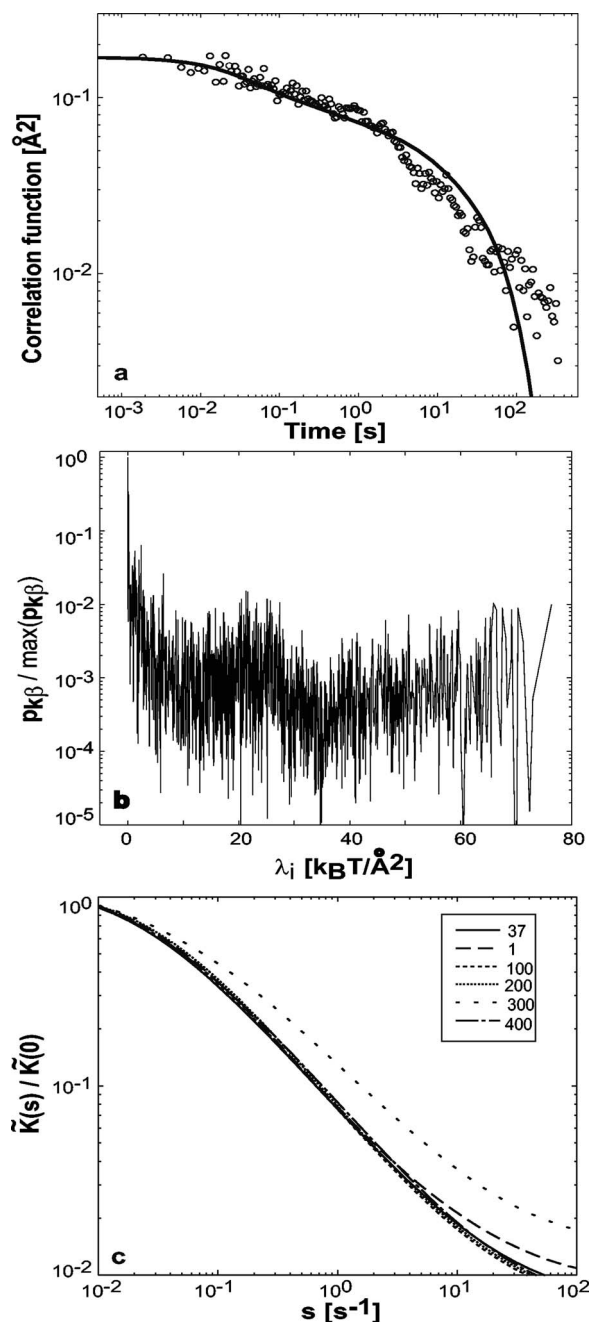 Correlation function [Å²]
10⁻¹
10⁻²
a
10⁻³ 10⁻² 10⁻¹ 10⁰ 10¹ 10²
Time [s]
pkβ / max(pkβ)
10⁰
10⁻¹
10⁻²
10⁻³
10⁻⁴
10⁻⁵
b
0 20 40 60 80
λi [kBT/Å²]
K̃(s) / K̃(0)
10⁰
10⁻¹
10⁻²
37
1
100
200
300
400
c
10⁻² 10⁻¹ 10⁰ 10¹ 10²
s [s⁻¹]